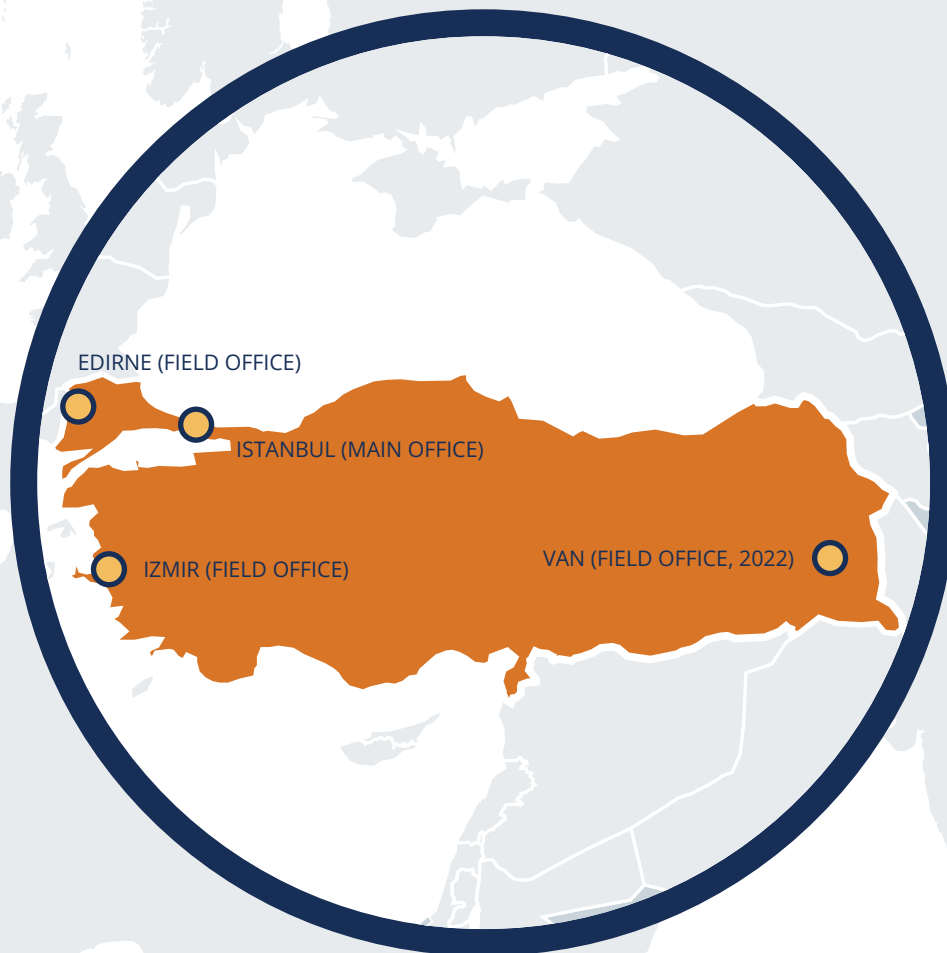 EDIRNE (FIELD OFFICE)
ISTANBUL (MAIN OFFICE)
VAN (FIELD OFFICE, 2022)
IZMIR (FIELD OFFICE)